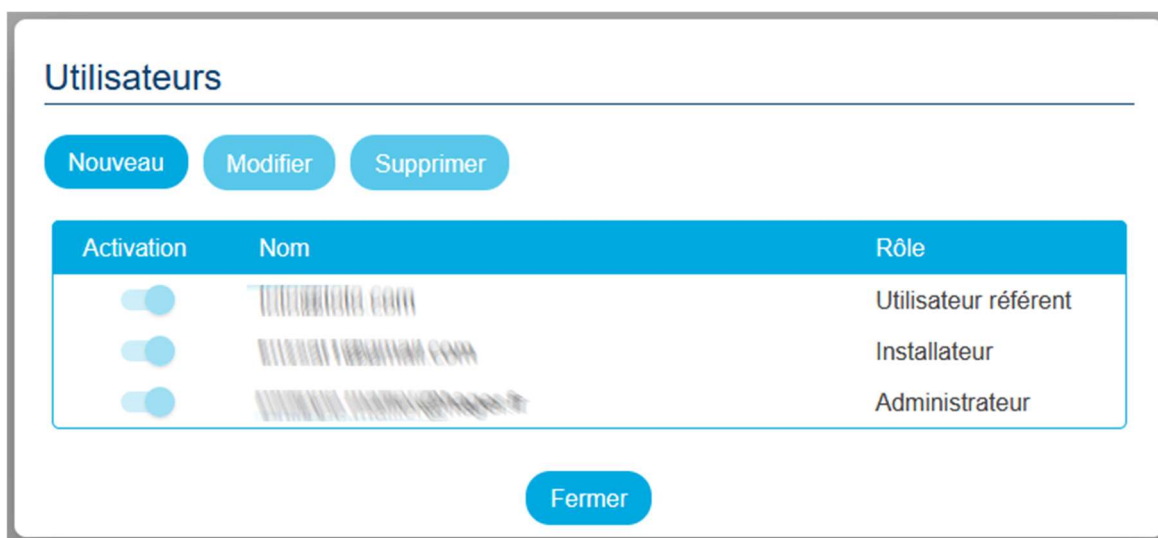 Utilisateurs
Nouveau Modifier Supprimer
Activation Nom Rôle
Utilisateur référent
Installateur
Administrateur
Fermer